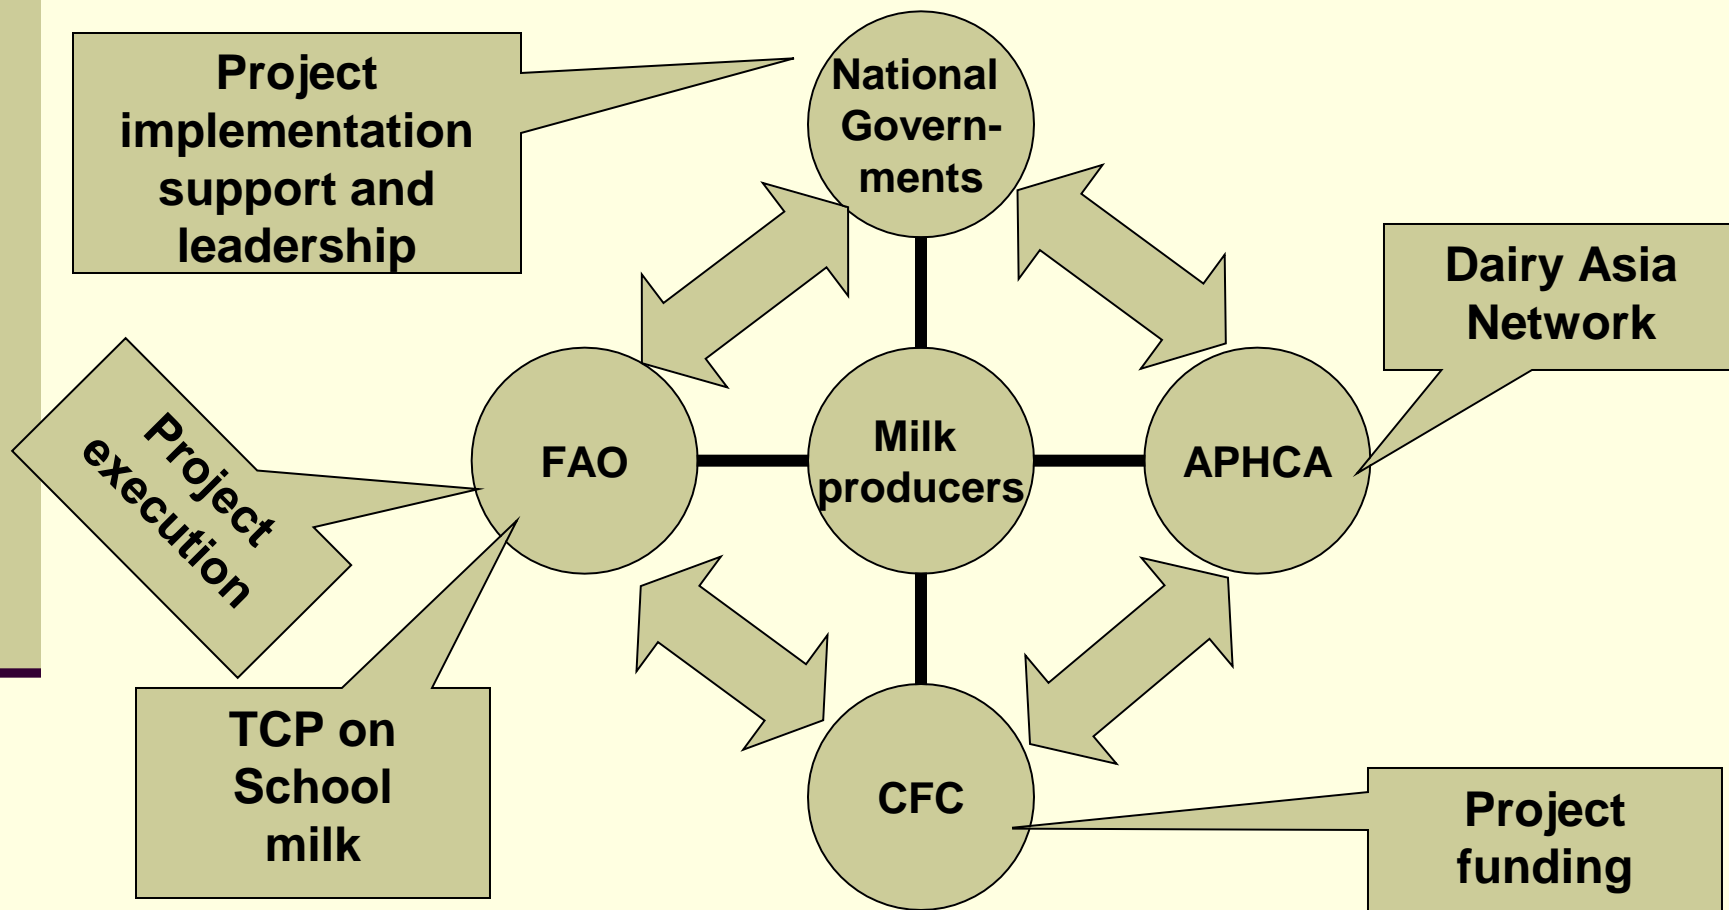 Project
implementation
support and
leadership
National
Govern-
ments
Dairy Asia
Network
Project
execution
FAO
Milk
producers
APHCA
TCP on
School
milk
CFC
Project
funding